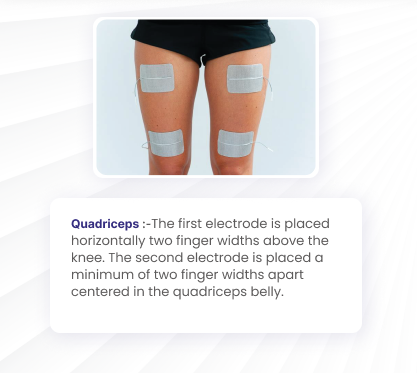 Quadriceps :-The first electrode is placed
horizontally two finger widths above the
knee. The second electrode is placed a
minimum of two finger widths apart
centered in the quadriceps belly.